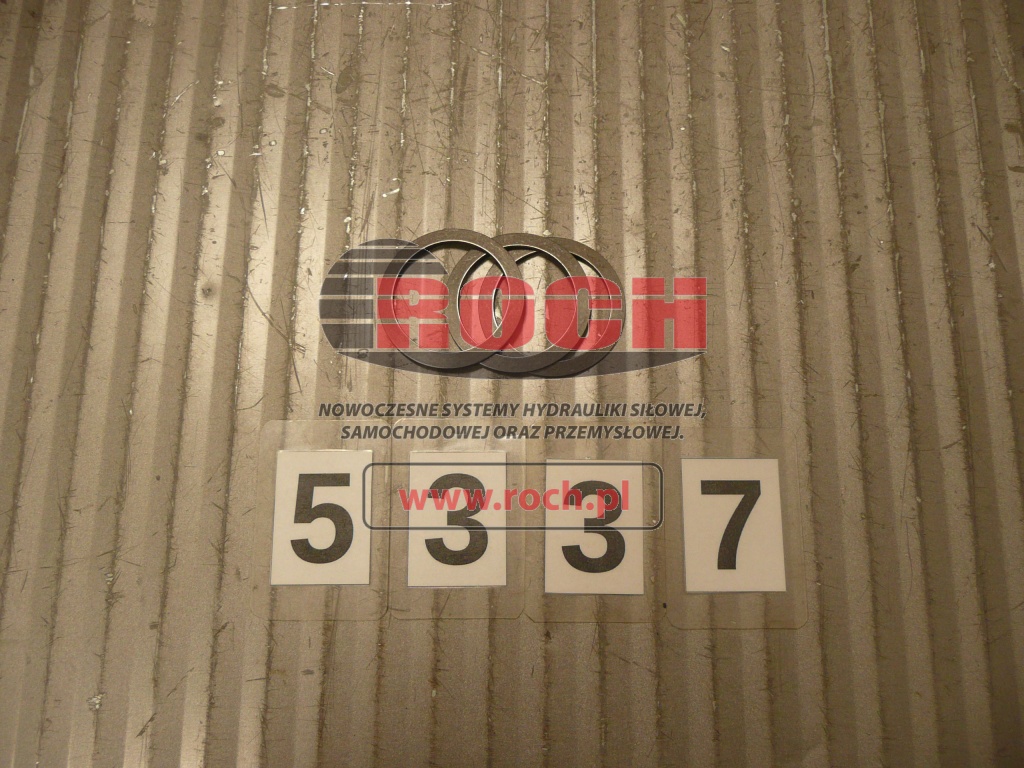 ROCH
NOWOCZESNE SYSTEMY HYDRAULIKI SIŁOWEJ,
SAMOCHODOWEJ ORAZ PRZEMYSŁOWEJ.
www.roch.pl
5 3 3 7